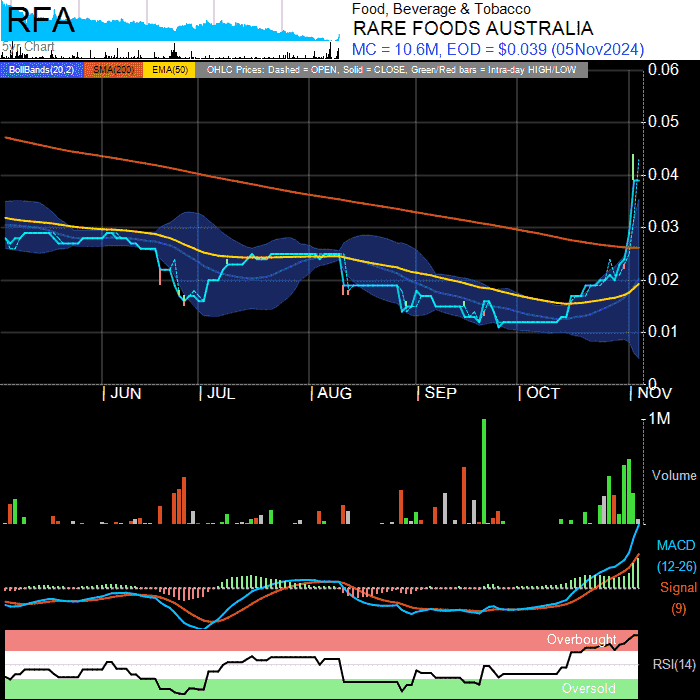 RFA
5yr Chart
Food, Beverage & Tobacco
RARE FOODS AUSTRALIA
MC = 10.6M, EOD = $0.039 (05Nov2024)
BollBands(20,2) SMA(200) EMA(50) OHLC Prices: Dashed = OPEN, Solid = CLOSE, Green/Red bars = Intra-day HIGH/LOW
0.06
0.05
0.04
0.03
0.02
0.01
0
JUN JUL AUG SEP OCT NOV
1M
Volume
MACD
(12-26)
Signal
(9)
Overbought
RSI(14)
Oversold